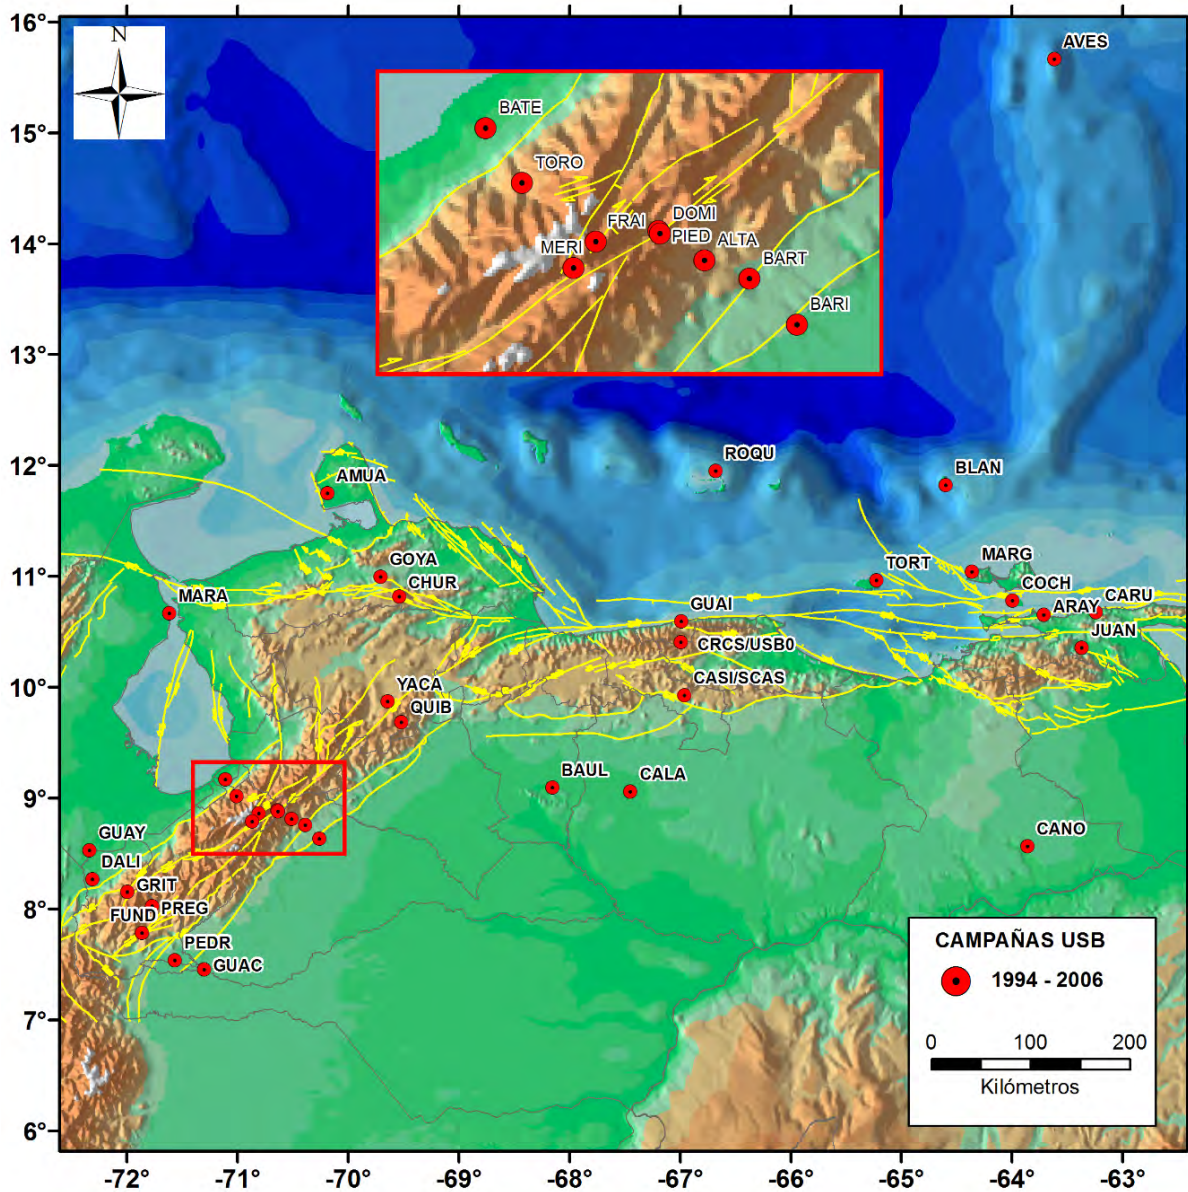 16°
15°
14°
13°
12°
11°
10°
9°
8°
7°
6°
N
AVES
BATE
TORO
FRAI
DOMI
MERI
PIED
ALTA
BART
BARI
ROQU
BLAN
AMUA
GOYA
CHUR
MARA
TORT
MARG
COCH
CARU
ARAY
GUAI
JUAN
CRCS/USB0
CASI/SCAS
YACA
QUIB
BAUL
CALA
CANO
GUAY
DALI
GRIT
FUND
PREG
PEDR
GUAC
CAMPAÑAS USB
1994 - 2006
0 100 200
Kilómetros
-72° -71° -70° -69° -68° -67° -66° -65° -64° -63°